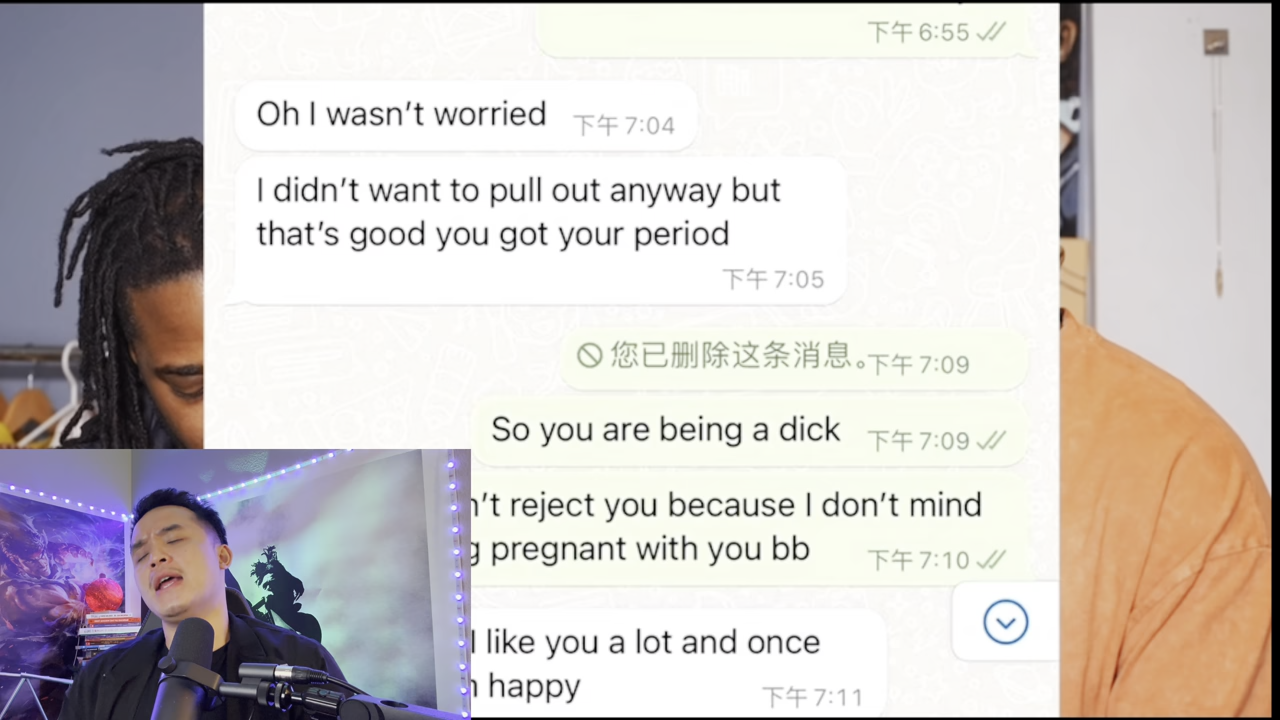 下午 6:55
Oh I wasn't worried 下午 7:04
I didn't want to pull out anyway but
that's good you got your period
下午 7:05
您已删除这条消息。下午 7:09
So you are being a dick 下午 7:09
't reject you because I don't mind
pregnant with you bb 下午 7:10
I like you a lot and once
happy 下午 7:11